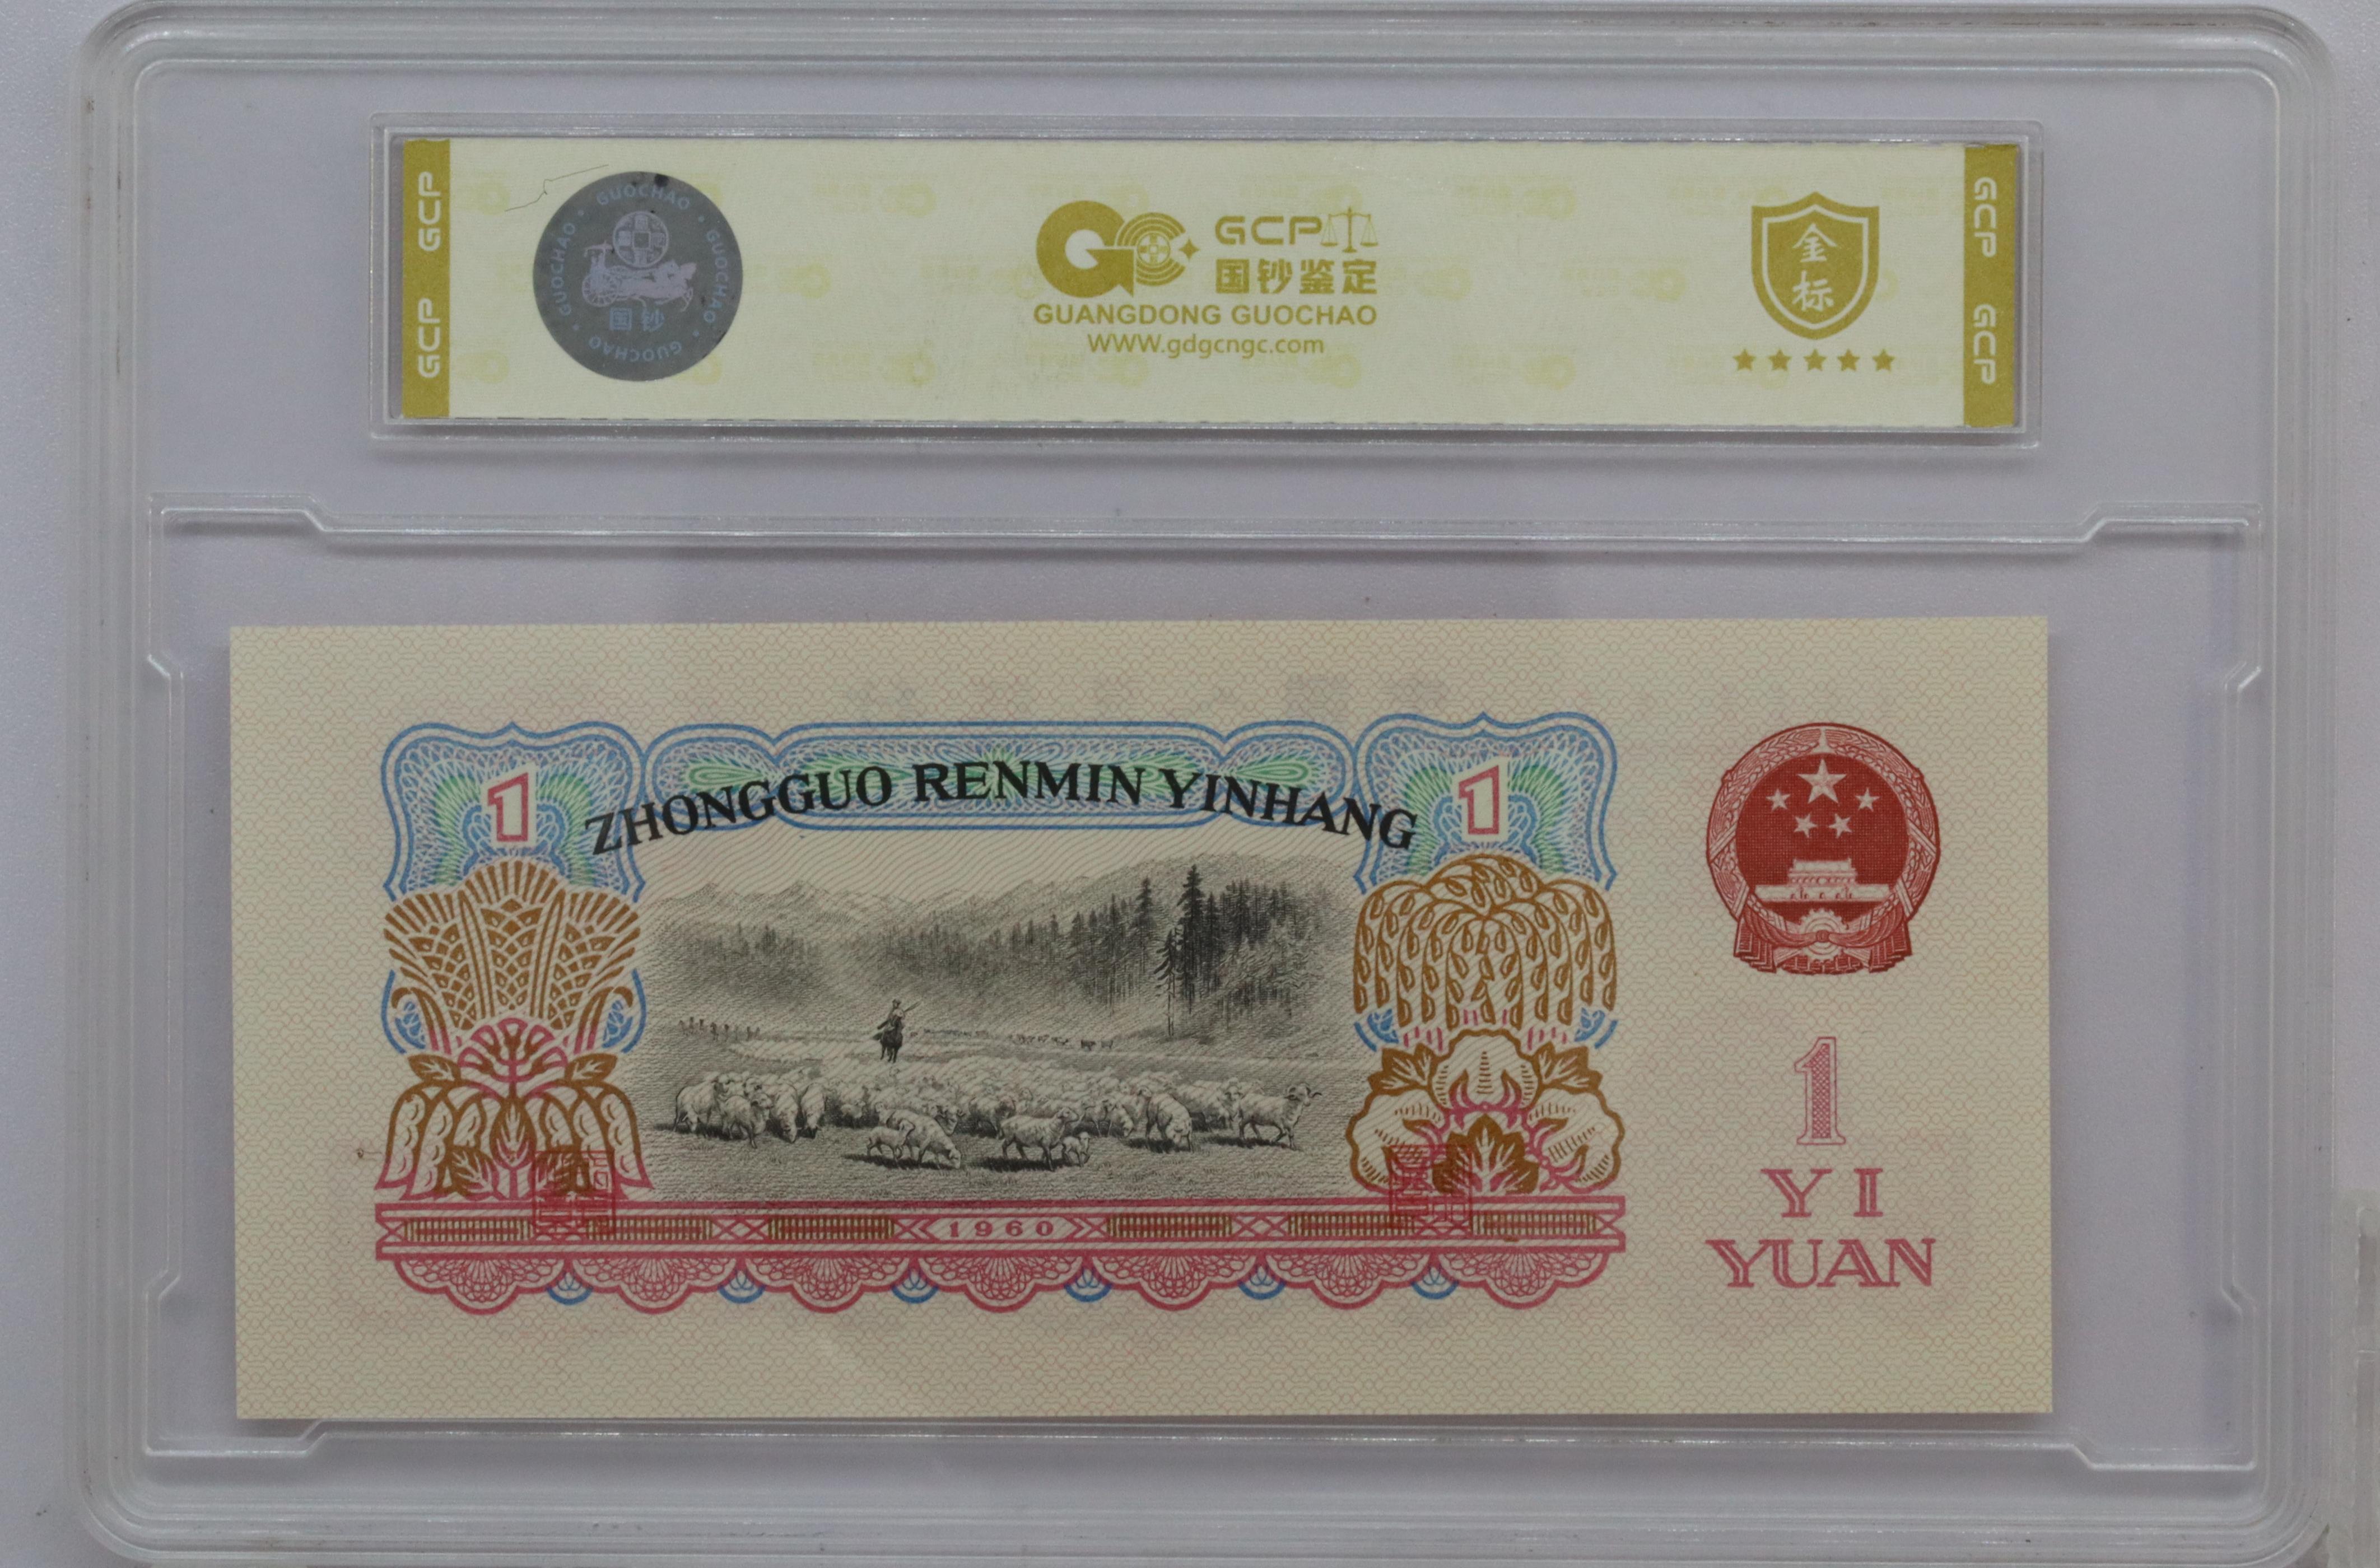 GCP GCP
GUOCHAO · GUOCHAO · GUOCHAO · GUOCHAO
国钞
GCP
国钞鉴定
GUANGDONG GUOCHAO
WWW.gdgcngc.com
金
标
GCP GCP
1
ZHONGGUO RENMIN YINHANG
1
1960
1
YI
YUAN